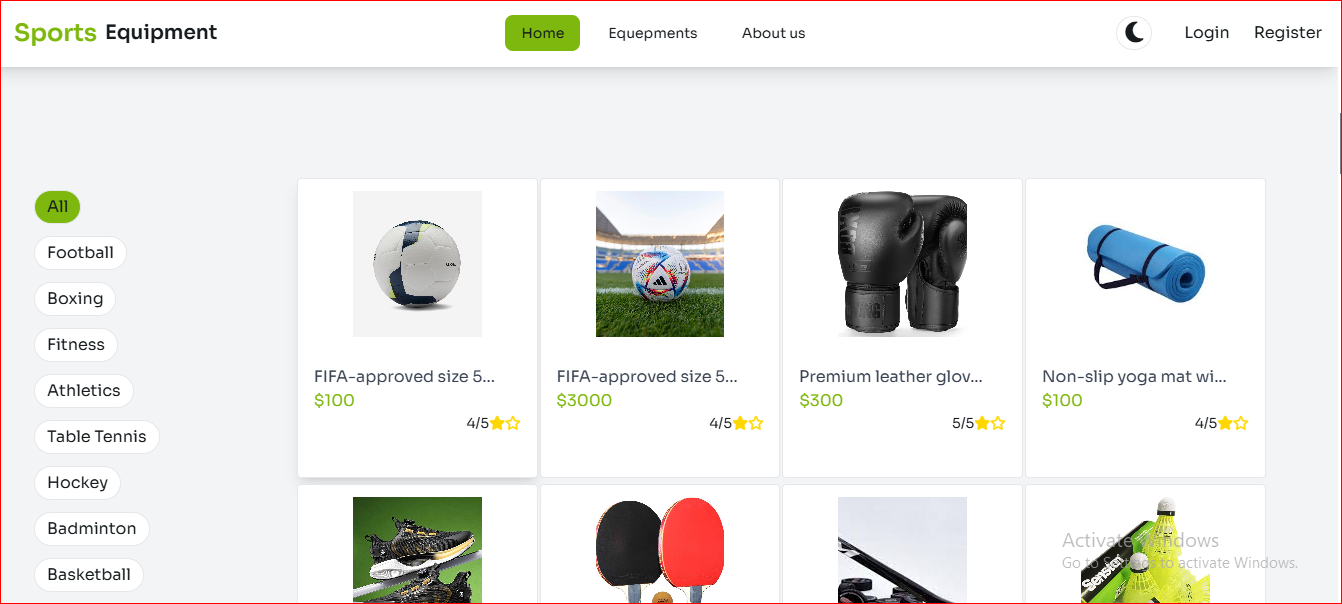 Sports Equipment
Home
Equepments
About us
Login
Register
All
Football
Boxing
Fitness
Athletics
Table Tennis
Hockey
Badminton
Basketball
FIFA-approved size 5...
$100
4/5
FIFA-approved size 5...
$3000
4/5
Premium leather glov...
$300
5/5
Non-slip yoga mat wi...
$100
4/5
Activate Windows
Go to Settings to activate Windows.